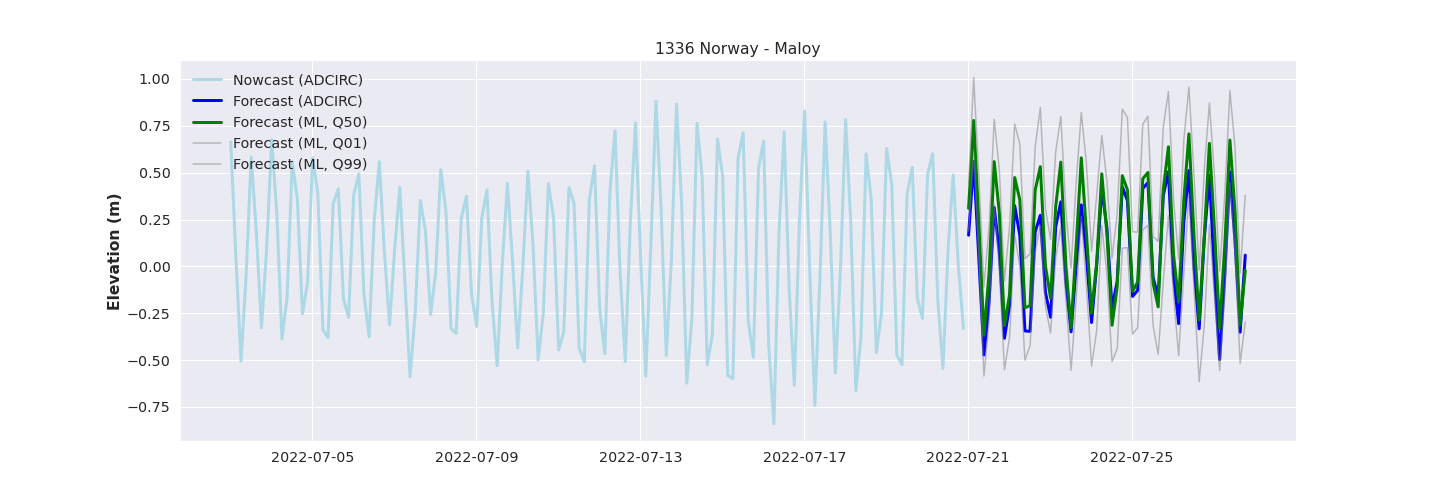 1336 Norway - Maloy
Nowcast (ADCIRC)
Forecast (ADCIRC)
Forecast (ML, Q50)
Forecast (ML, Q01)
Forecast (ML, Q99)
Elevation (m)
1.00
0.75
0.50
0.25
0.00
−0.25
−0.50
−0.75
2022-07-05
2022-07-09
2022-07-13
2022-07-17
2022-07-21
2022-07-25